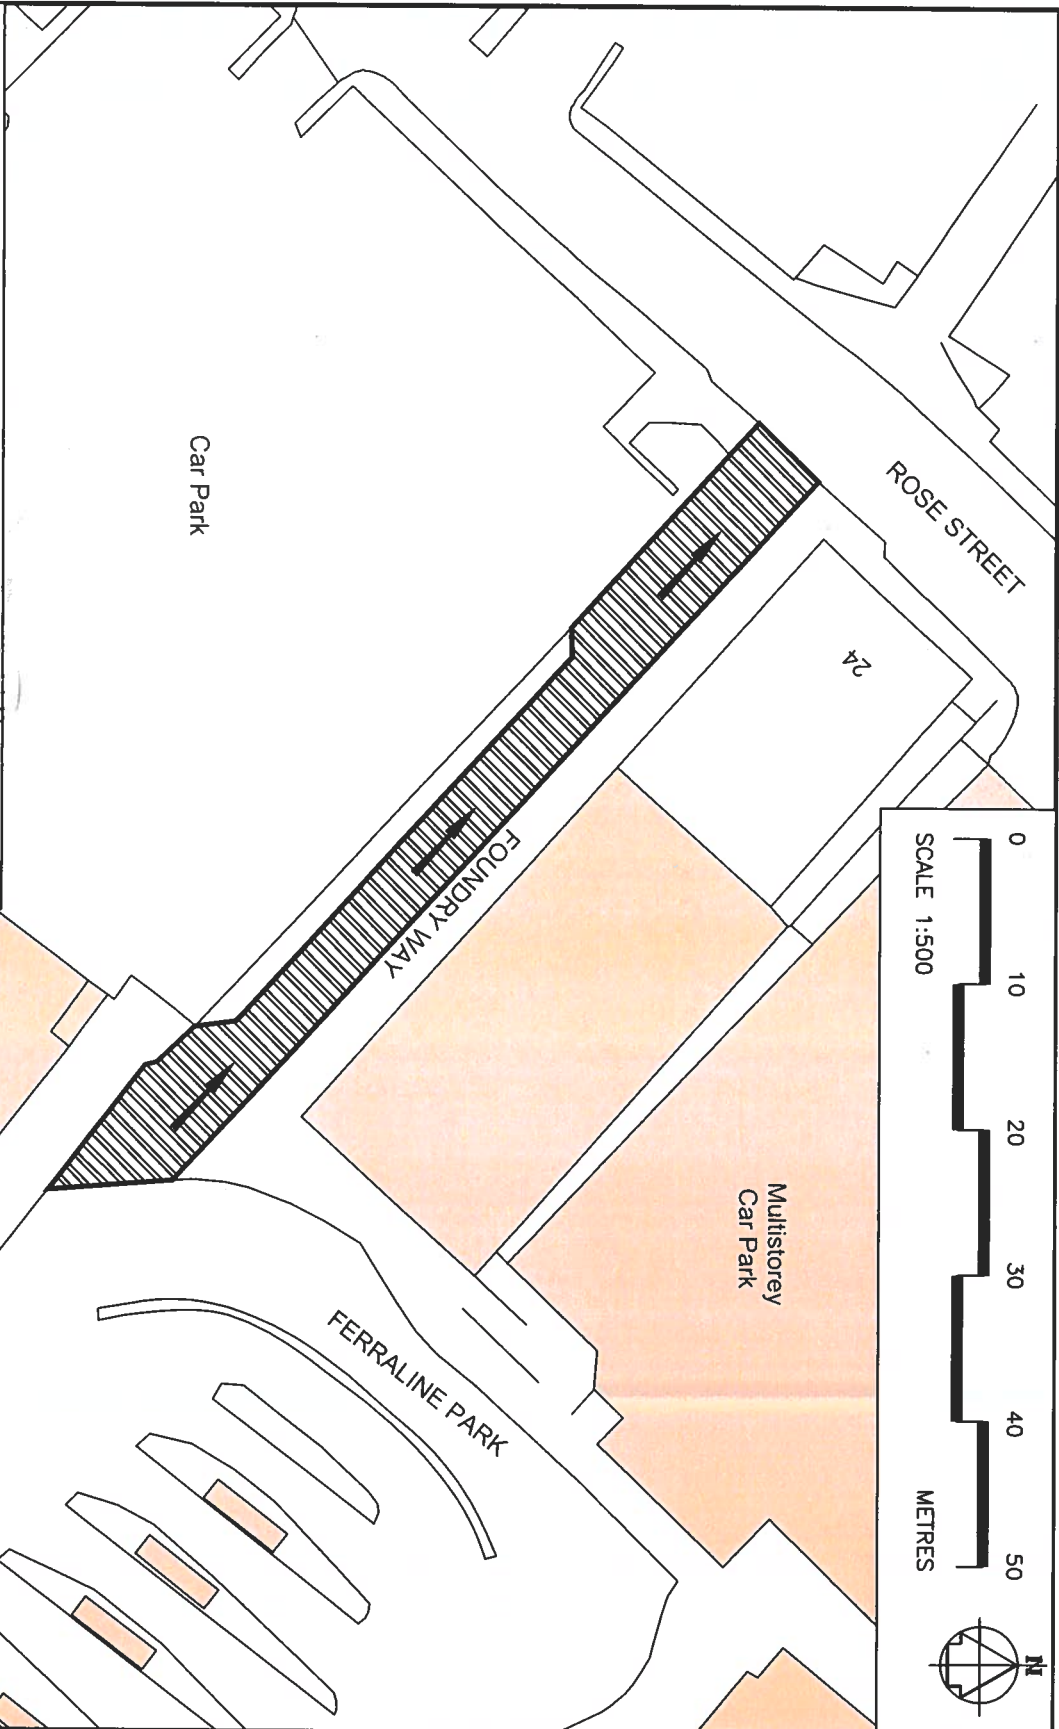 0 10 20 30 40 50
SCALE 1:500 METRES
N
ROSE STREET
24
Multistorey
Car Park
FOUNDRY WAY
FERRALINE PARK
Car Park